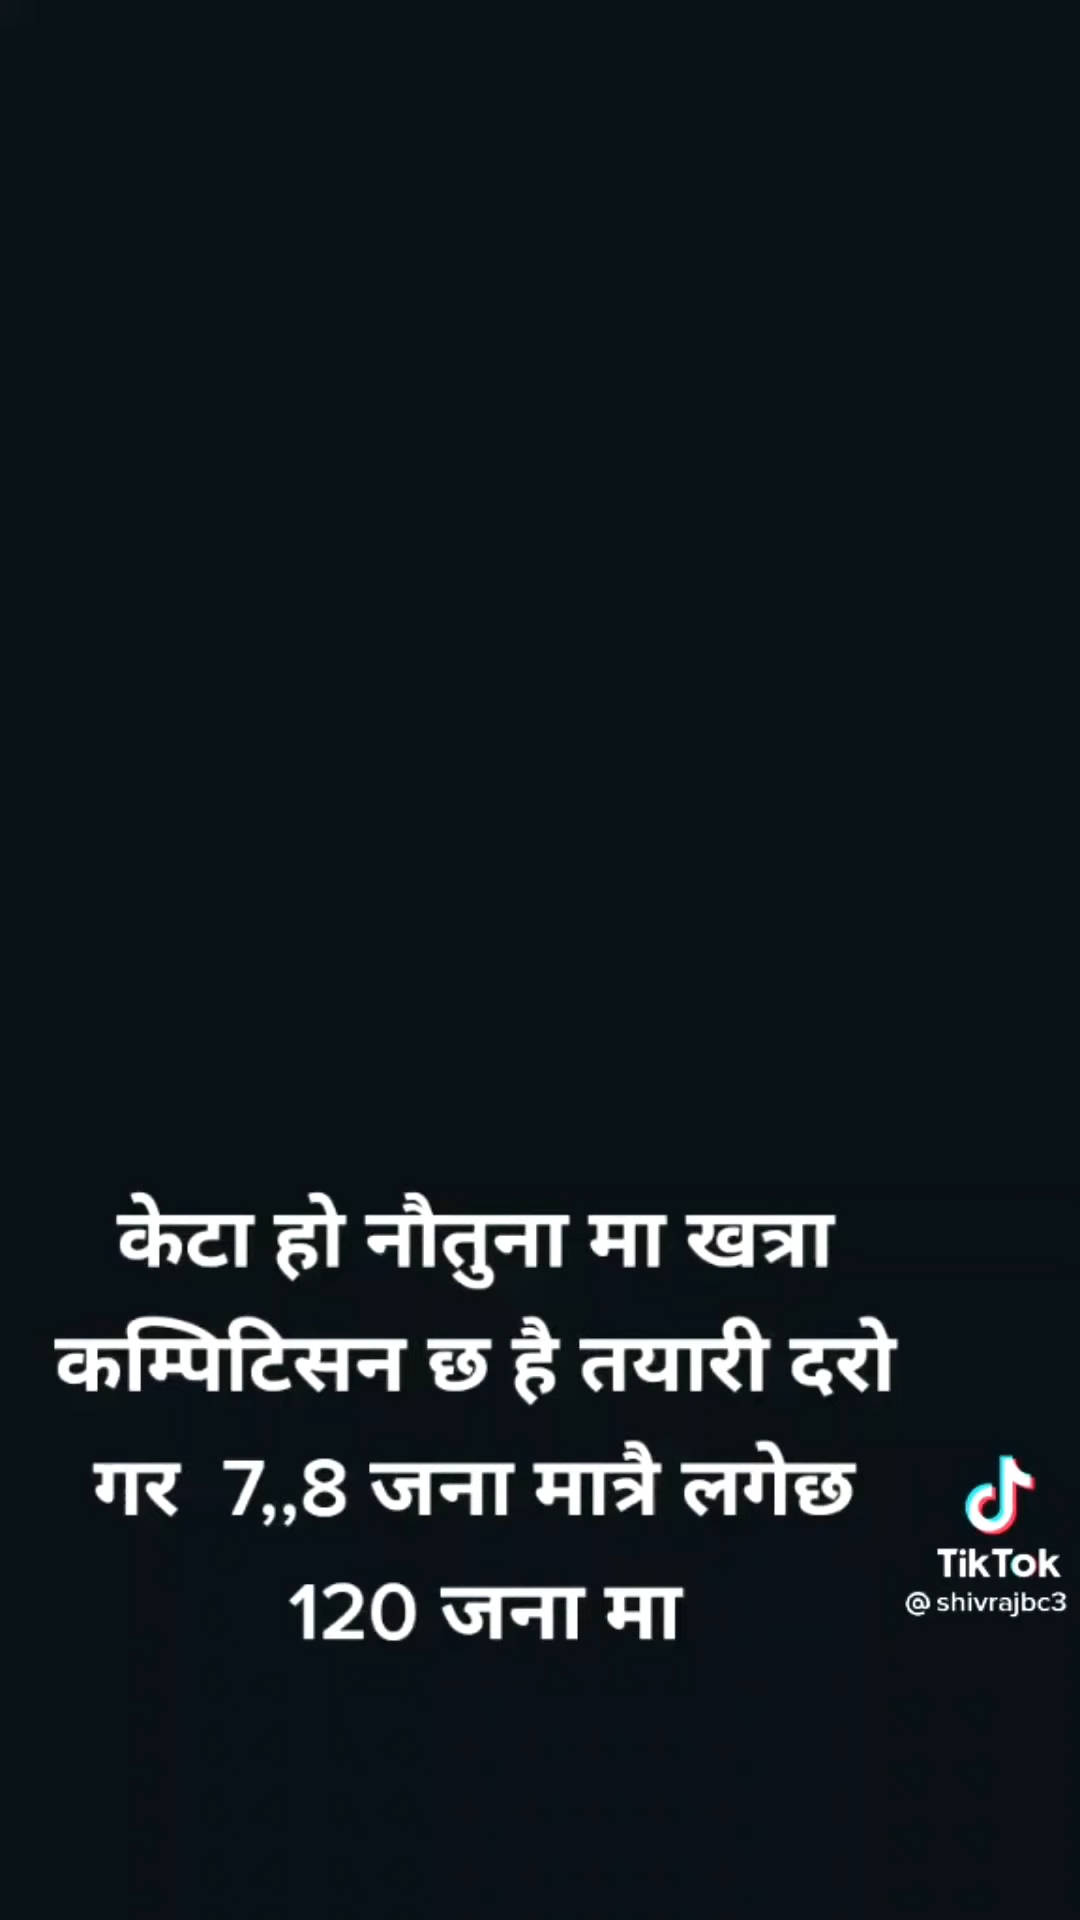 केटा हो नौतुना मा खत्रा
कम्पिटिसन छ है तयारी दरो
गर 7,,8 जना मात्रै लगेछ
120 जना मा
TikTok
@shivrajbc3